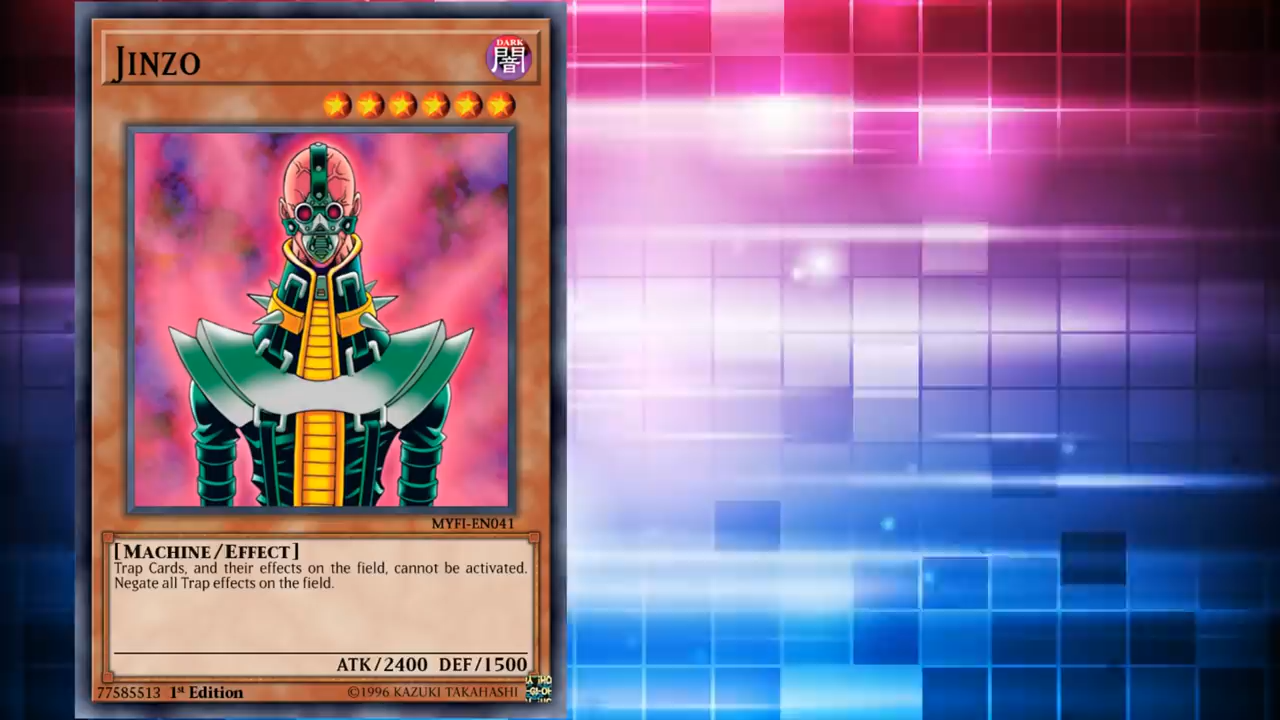 Jinzo
DARK
闇
MYFI-EN041
[Machine/Effect]
Trap Cards, and their effects on the field, cannot be activated.
Negate all Trap effects on the field.
ATK/2400 DEF/1500
77585513 1st Edition ©1996 KAZUKI TAKAHASHI